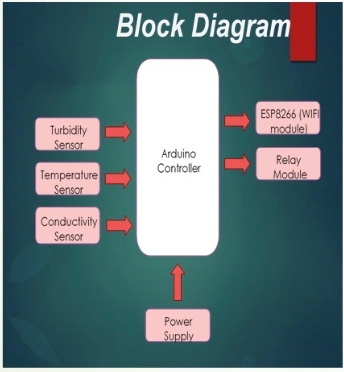 Block Diagram
Turbidity
Sensor
Temperature
Sensor
Conductivity
Sensor
Arduino
Controller
ESP8266 (WIFI
module)
Relay
Module
Power
Supply